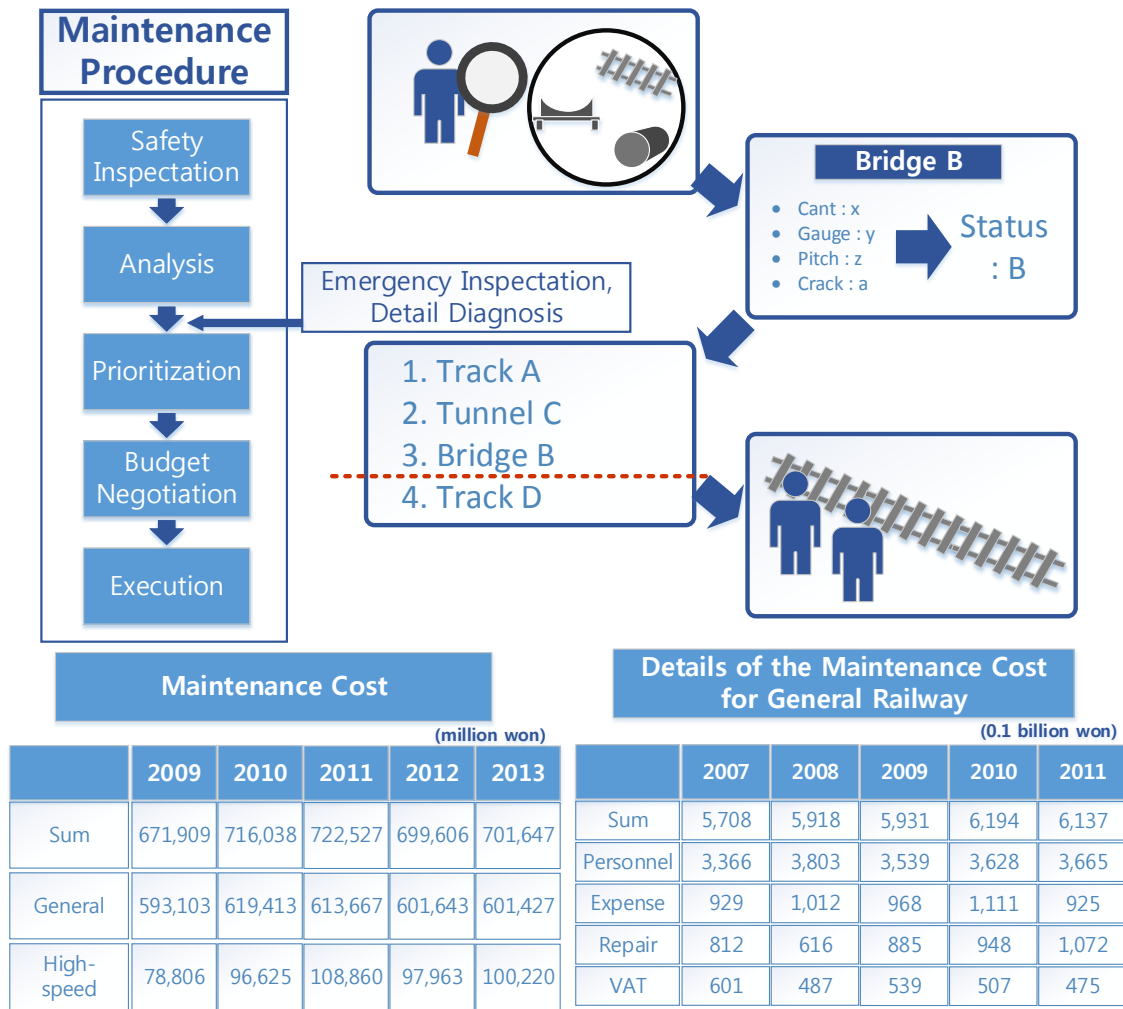 Maintenance
Procedure
Safety
Inspectation
Analysis
Emergency Inspectation,
Detail Diagnosis
Prioritization
Budget
Negotiation
Execution
Bridge B
• Cant : x
• Gauge : y
• Pitch : z
• Crack : a
Status
: B
1. Track A
2. Tunnel C
3. Bridge B
4. Track D
Maintenance Cost
(million won)
2009 2010 2011 2012 2013
Sum 671,909 716,038 722,527 699,606 701,647
General 593,103 619,413 613,667 601,643 601,427
High-
speed 78,806 96,625 108,860 97,963 100,220
Details of the Maintenance Cost
for General Railway
(0.1 billion won)
2007 2008 2009 2010 2011
Sum 5,708 5,918 5,931 6,194 6,137
Personnel 3,366 3,803 3,539 3,628 3,665
Expense 929 1,012 968 1,111 925
Repair 812 616 885 948 1,072
VAT 601 487 539 507 475